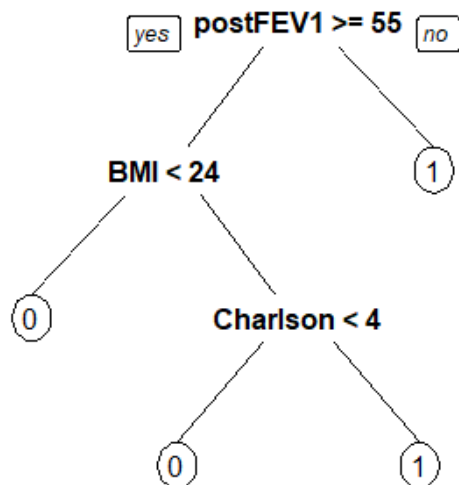 yes postFEV1 >= 55 no
1
BMI < 24
0
Charlson < 4
0 1